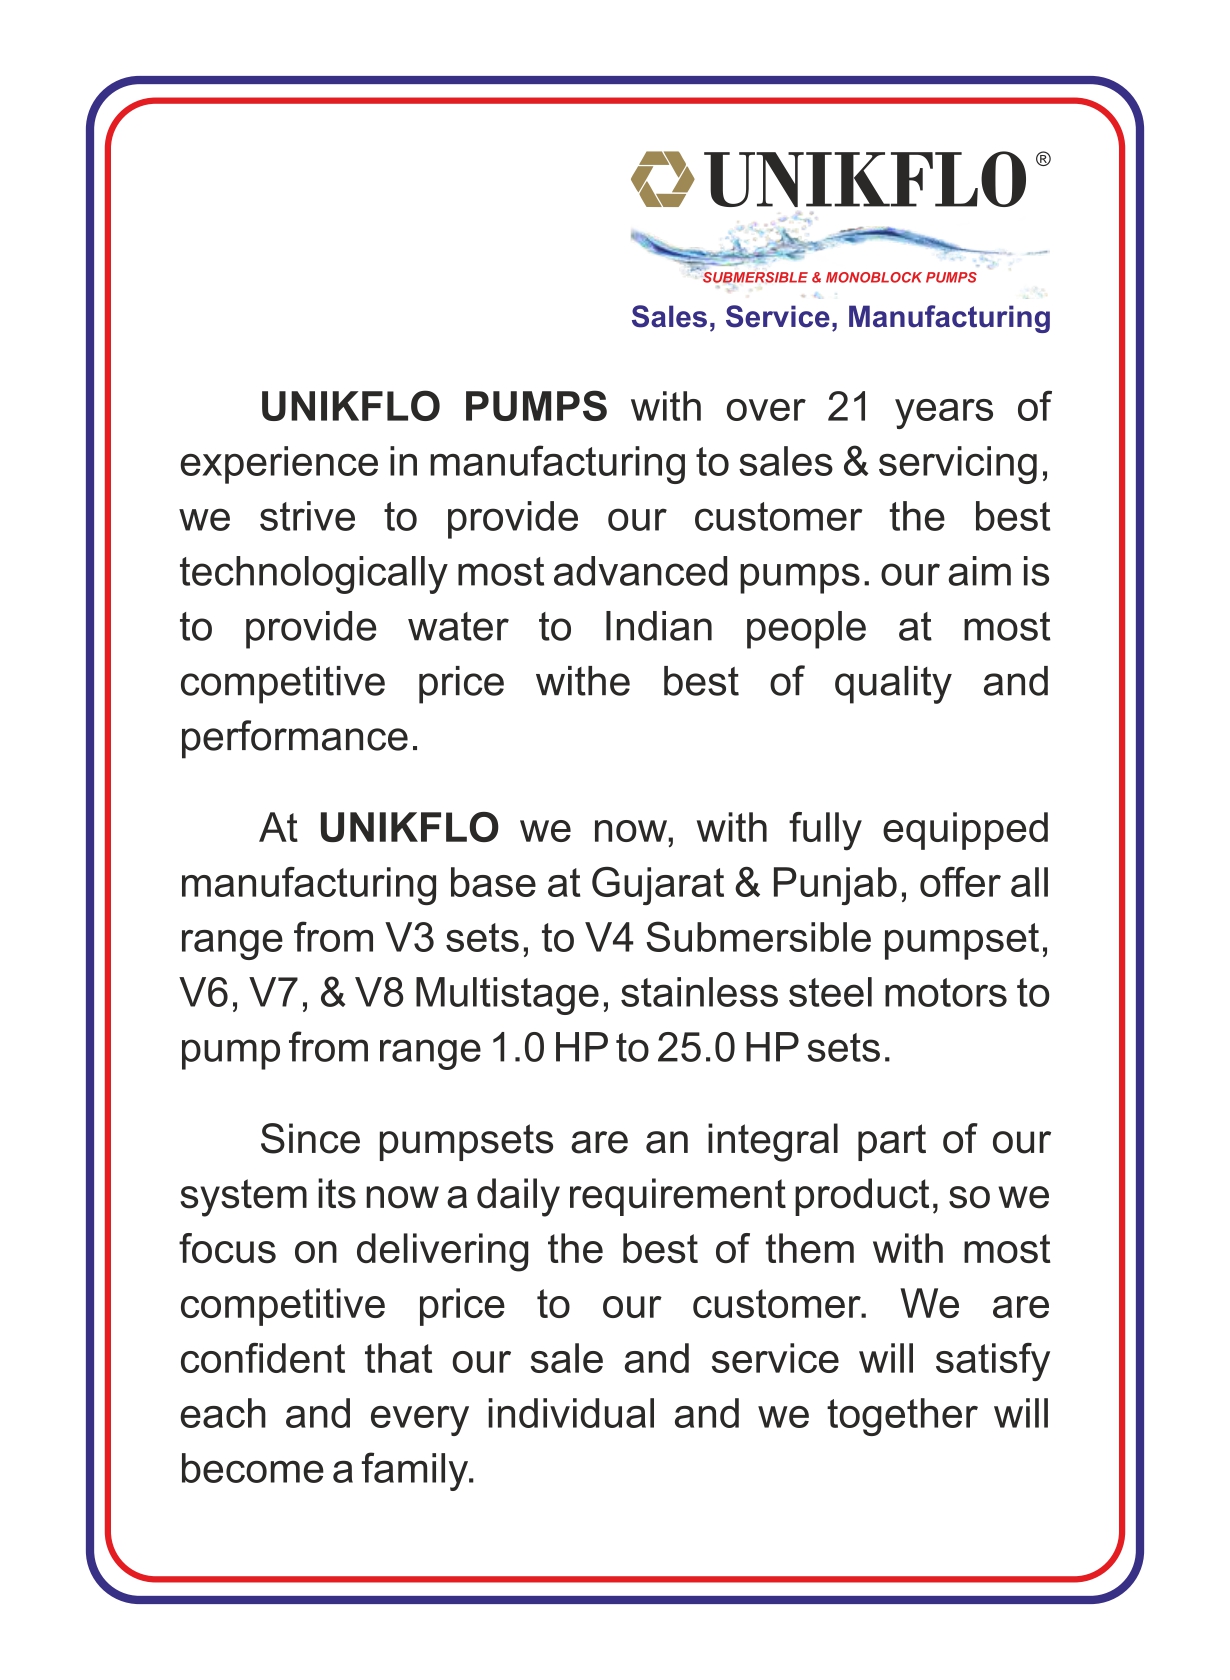 UNIKFLO ®
SUBMERSIBLE & MONOBLOCK PUMPS
Sales, Service, Manufacturing
UNIKFLO PUMPS with over 21 years of
experience in manufacturing to sales & servicing,
we strive to provide our customer the best
technologically most advanced pumps. our aim is
to provide water to Indian people at most
competitive price withe best of quality and
performance.
At UNIKFLO we now, with fully equipped
manufacturing base at Gujarat & Punjab, offer all
range from V3 sets, to V4 Submersible pumpset,
V6, V7, & V8 Multistage, stainless steel motors to
pump from range 1.0 HP to 25.0 HP sets.
Since pumpsets are an integral part of our
system its now a daily requirement product, so we
focus on delivering the best of them with most
competitive price to our customer. We are
confident that our sale and service will satisfy
each and every individual and we together will
become a family.